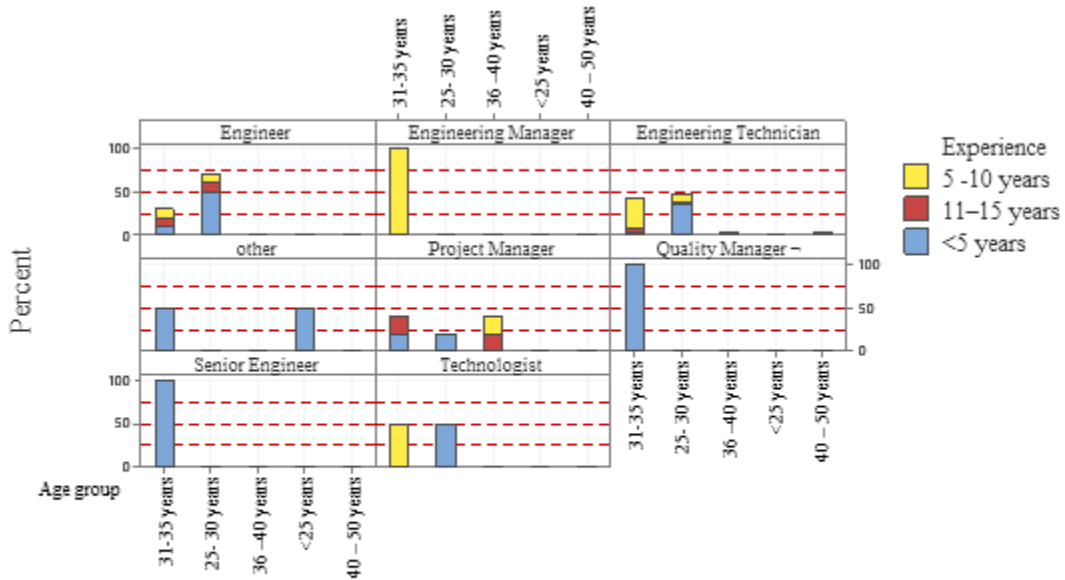 31-35 years
25- 30 years
36 –40 years
<25 years
40 – 50 years
Engineer
Engineering Manager
Engineering Technician
100
50
0
Experience
5 -10 years
11–15 years
<5 years
other
Project Manager
Quality Manager ¬
100
50
0
Percent
Senior Engineer
Technologist
100
50
0
31-35 years
25- 30 years
36 –40 years
<25 years
40 – 50 years
Age group
31-35 years
25- 30 years
36 –40 years
<25 years
40 – 50 years